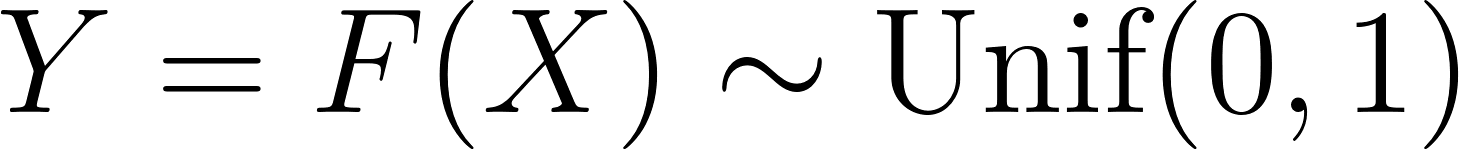 Y = F(X) ∼ Unif(0, 1)